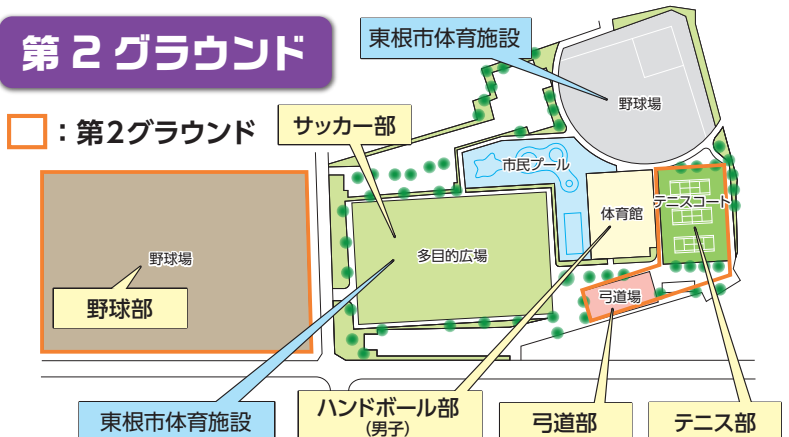 第2グラウンド
東根市体育施設
:第2グラウンド
サッカー部
野球場
市民プール
体育館
テニスコート
野球場
多目的広場
野球部
弓道場
東根市体育施設
ハンドボール部
(男子)
弓道部
テニス部